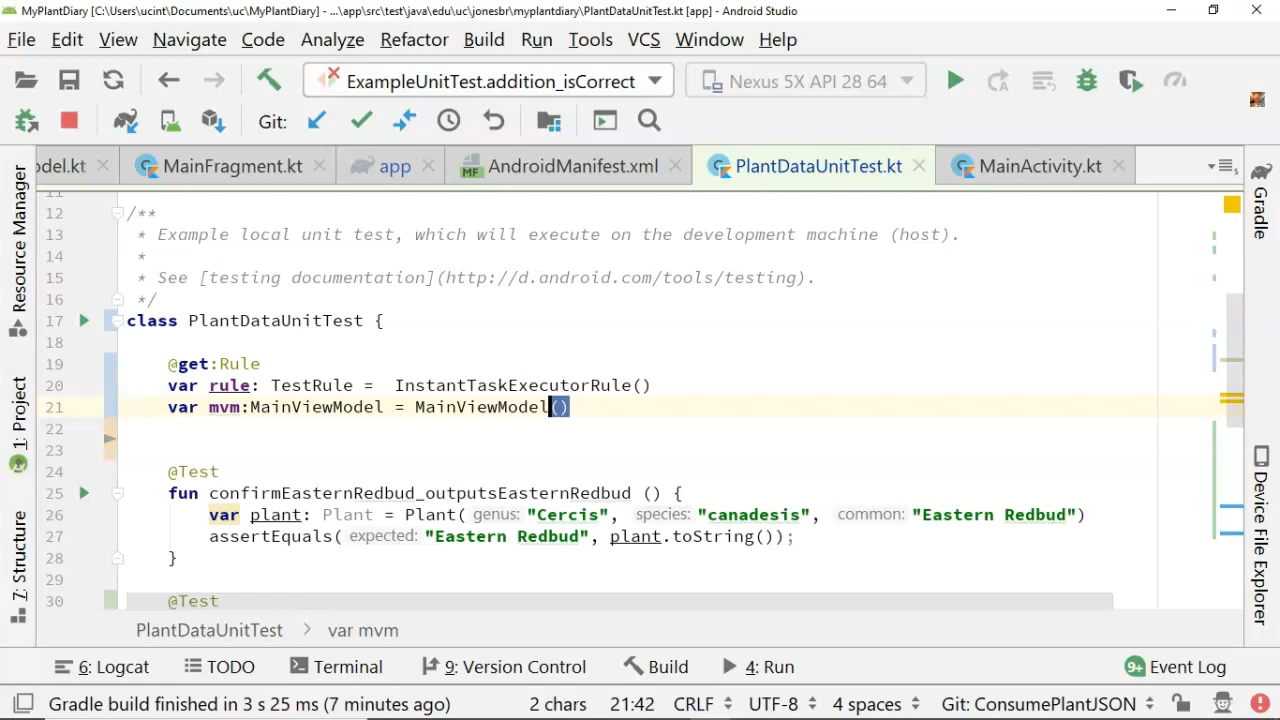 MyPlantDiary [C:\Users\ucint\Documents\uc\MyPlantDiary] - ...\app\src\test\java\edu\uc\jonesbr\myplantdiary\PlantDataUnitTest.kt [app] - Android Studio
File Edit View Navigate Code Analyze Refactor Build Run Tools VCS Window Help
ExampleUnitTest.addition_isCorrect Nexus 5X API 28 64
Git:
odel.kt MainFragment.kt app AndroidManifest.xml PlantDataUnitTest.kt MainActivity.kt
Resource Manager
1: Project
7: Structure
11
12 /**
13 * Example local unit test, which will execute on the development machine (host).
14 *
15 * See [testing documentation](http://d.android.com/tools/testing).
16 */
17 class PlantDataUnitTest {
18
19 @get:Rule
20 var rule: TestRule = InstantTaskExecutorRule()
21 var mvm:MainViewModel = MainViewModel()
22
23
24 @Test
25 fun confirmEasternRedbud_outputsEasternRedbud () {
26 var plant: Plant = Plant( genus: "Cercis", species: "canadesis", common: "Eastern Redbud")
27 assertEquals( expected: "Eastern Redbud", plant.toString());
28 }
29
30 @Test
Gradle
Device File Explorer
PlantDataUnitTest > var mvm
6: Logcat TODO Terminal 9: Version Control Build 4: Run 9+ Event Log
Gradle build finished in 3 s 25 ms (7 minutes ago) 2 chars 21:42 CRLF UTF-8 4 spaces Git: ConsumePlantJSON